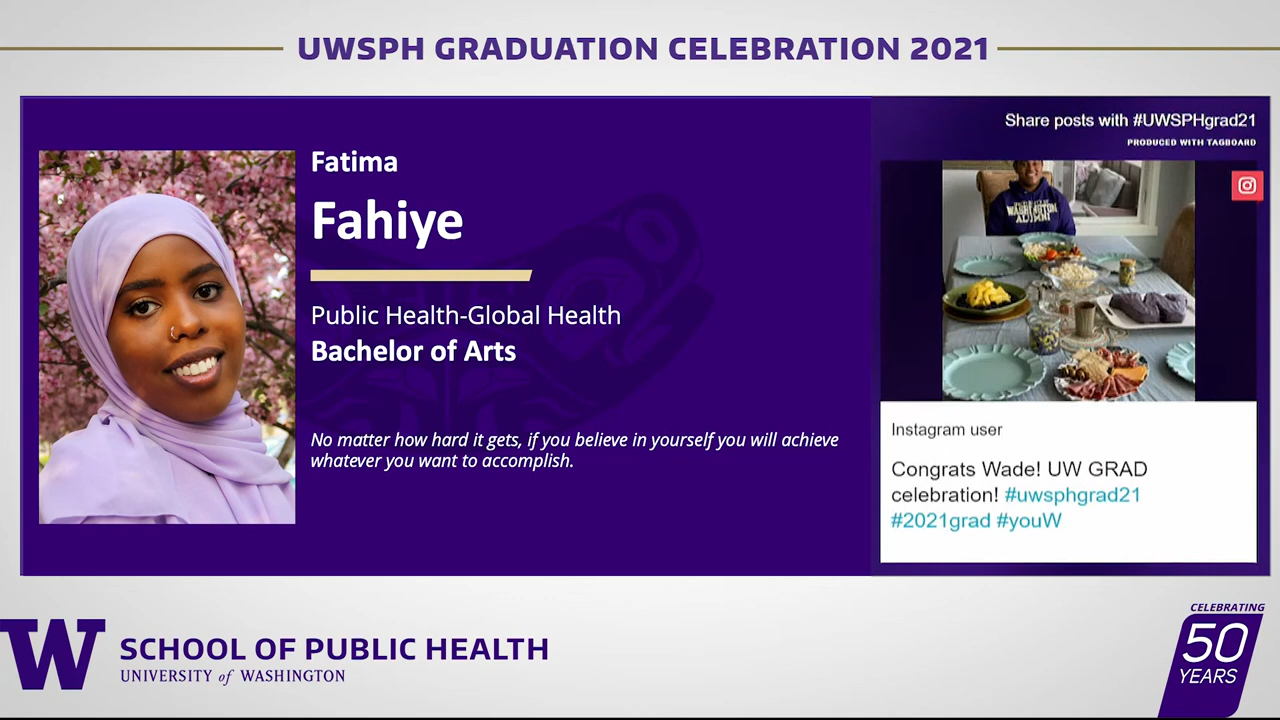 UWSPH GRADUATION CELEBRATION 2021
Fatima
Fahiye
Public Health-Global Health
Bachelor of Arts
No matter how hard it gets, if you believe in yourself you will achieve
whatever you want to accomplish.
Share posts with #UWSPHgrad21
PRODUCED WITH TAGBOARD
WASHINGTON
ALUMNI
Instagram user
Congrats Wade! UW GRAD
celebration! #uwsphgrad21
#2021grad #youW
W
SCHOOL OF PUBLIC HEALTH
UNIVERSITY of WASHINGTON
CELEBRATING
50
YEARS